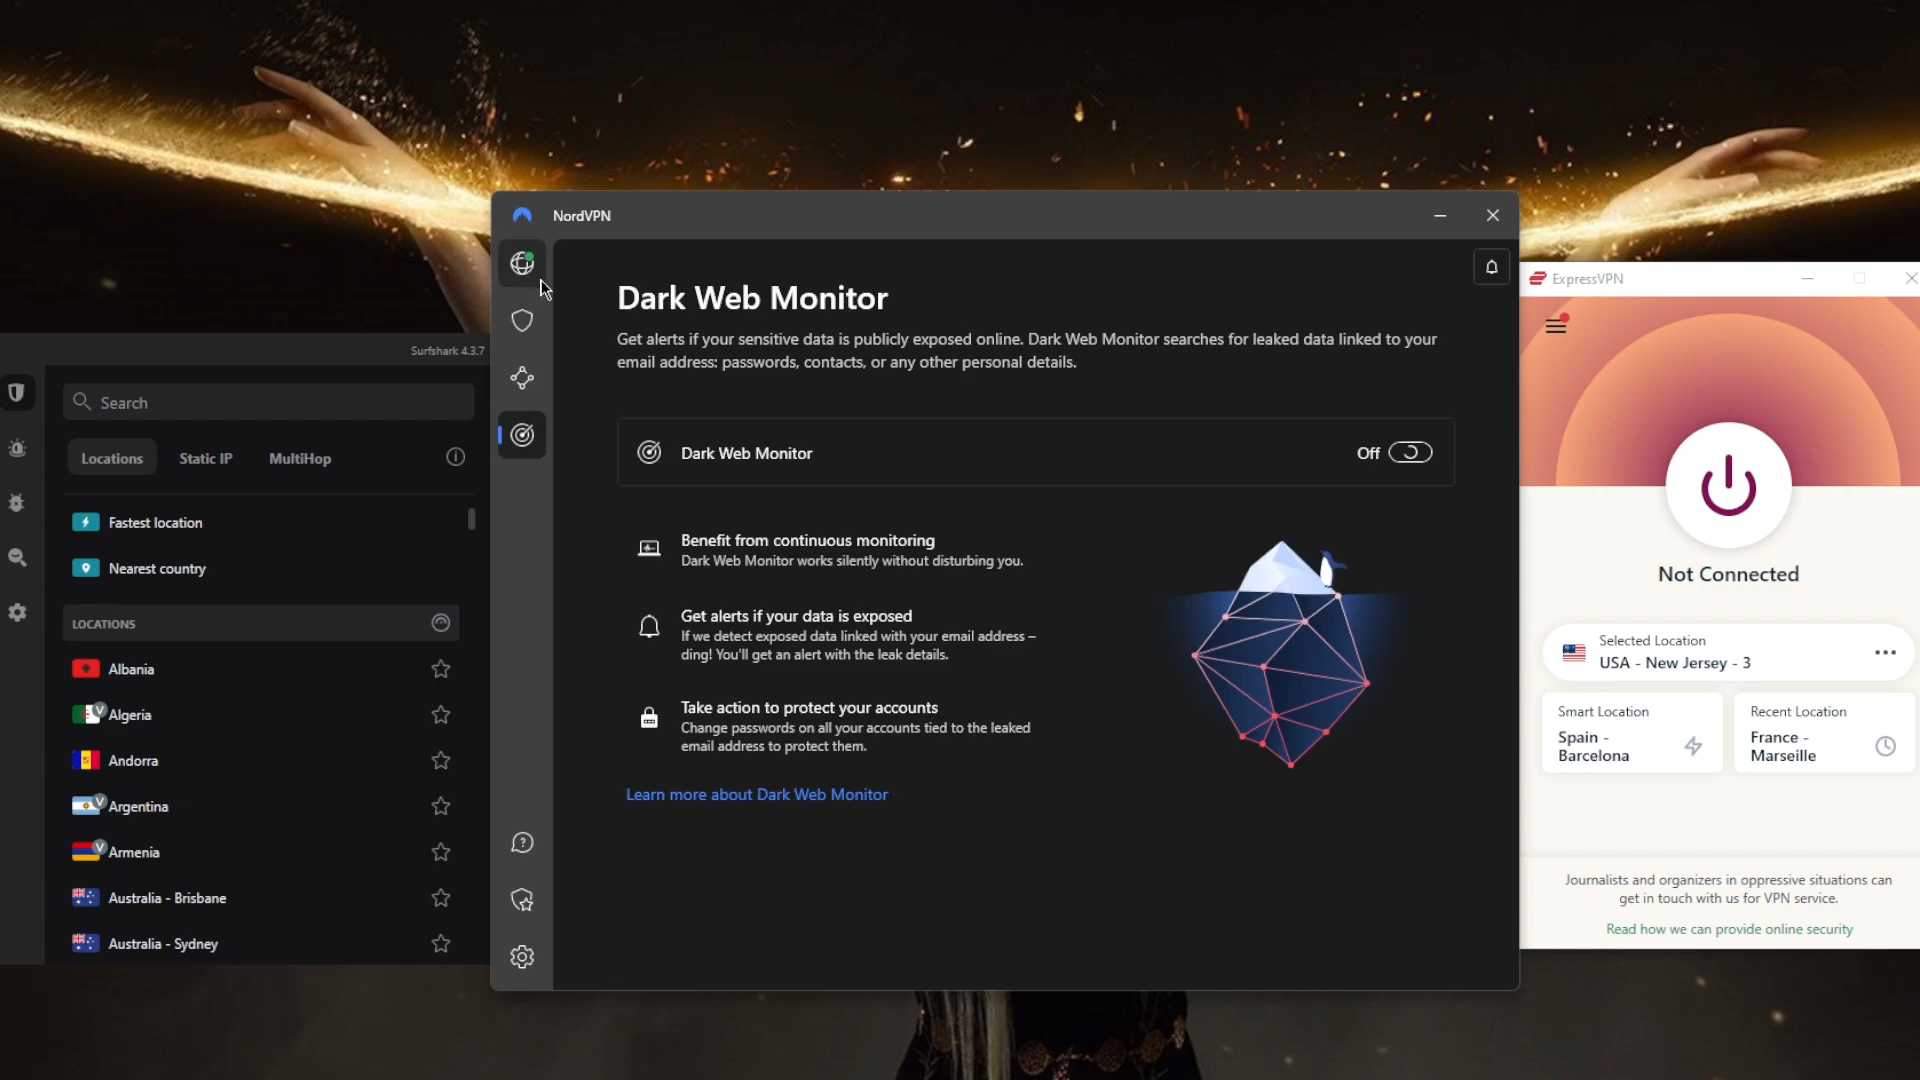 Surfshark 4.3.7
Search
Locations
Static IP
MultiHop
Fastest location
Nearest country
LOCATIONS
Albania
V
Algeria
Andorra
V
Argentina
V
Armenia
Australia - Brisbane
Australia - Sydney
NordVPN
Dark Web Monitor
Get alerts if your sensitive data is publicly exposed online. Dark Web Monitor searches for leaked data linked to your
email address: passwords, contacts, or any other personal details.
Dark Web Monitor
Off
Benefit from continuous monitoring
Dark Web Monitor works silently without disturbing you.
Get alerts if your data is exposed
If we detect exposed data linked with your email address –
ding! You'll get an alert with the leak details.
Take action to protect your accounts
Change passwords on all your accounts tied to the leaked
email address to protect them.
Learn more about Dark Web Monitor
ExpressVPN
Not Connected
Selected Location
USA - New Jersey - 3
Smart Location
Spain -
Barcelona
Recent Location
France -
Marseille
Journalists and organizers in oppressive situations can
get in touch with us for VPN service.
Read how we can provide online security